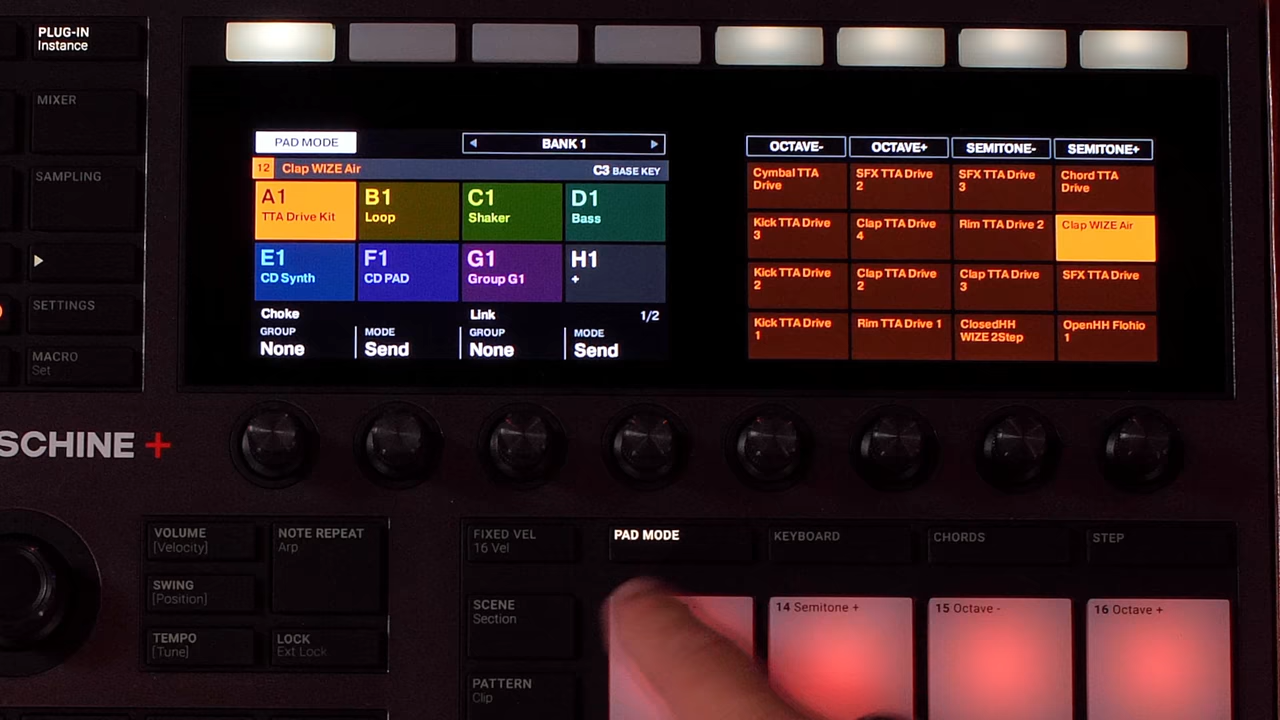 PLUG-IN
Instance
MIXER
SAMPLING
SETTINGS
MACRO
Set
PAD MODE
BANK 1
12 Clap WIZE Air
C3 BASE KEY
A1
TTA Drive Kit
B1
Loop
C1
Shaker
D1
Bass
E1
CD Synth
F1
CD PAD
G1
Group G1
H1
+
Choke
Link
1/2
GROUP
None
MODE
Send
GROUP
None
MODE
Send
OCTAVE-
OCTAVE+
SEMITONE-
SEMITONE+
Cymbal TTA
Drive
SFX TTA Drive
2
SFX TTA Drive
3
Chord TTA
Drive
Kick TTA Drive
3
Clap TTA Drive
4
Rim TTA Drive 2
Clap WIZE Air
Kick TTA Drive
2
Clap TTA Drive
2
Clap TTA Drive
3
SFX TTA Drive
Kick TTA Drive
1
Rim TTA Drive 1
ClosedHH
WIZE 2Step
OpenHH Flohio
1
SCHINE +
VOLUME
[Velocity]
NOTE REPEAT
Arp
SWING
[Position]
TEMPO
[Tune]
LOCK
Ext Lock
FIXED VEL
16 Vel
PAD MODE
KEYBOARD
CHORDS
STEP
SCENE
Section
PATTERN
Clip
14 Semitone +
15 Octave -
16 Octave +